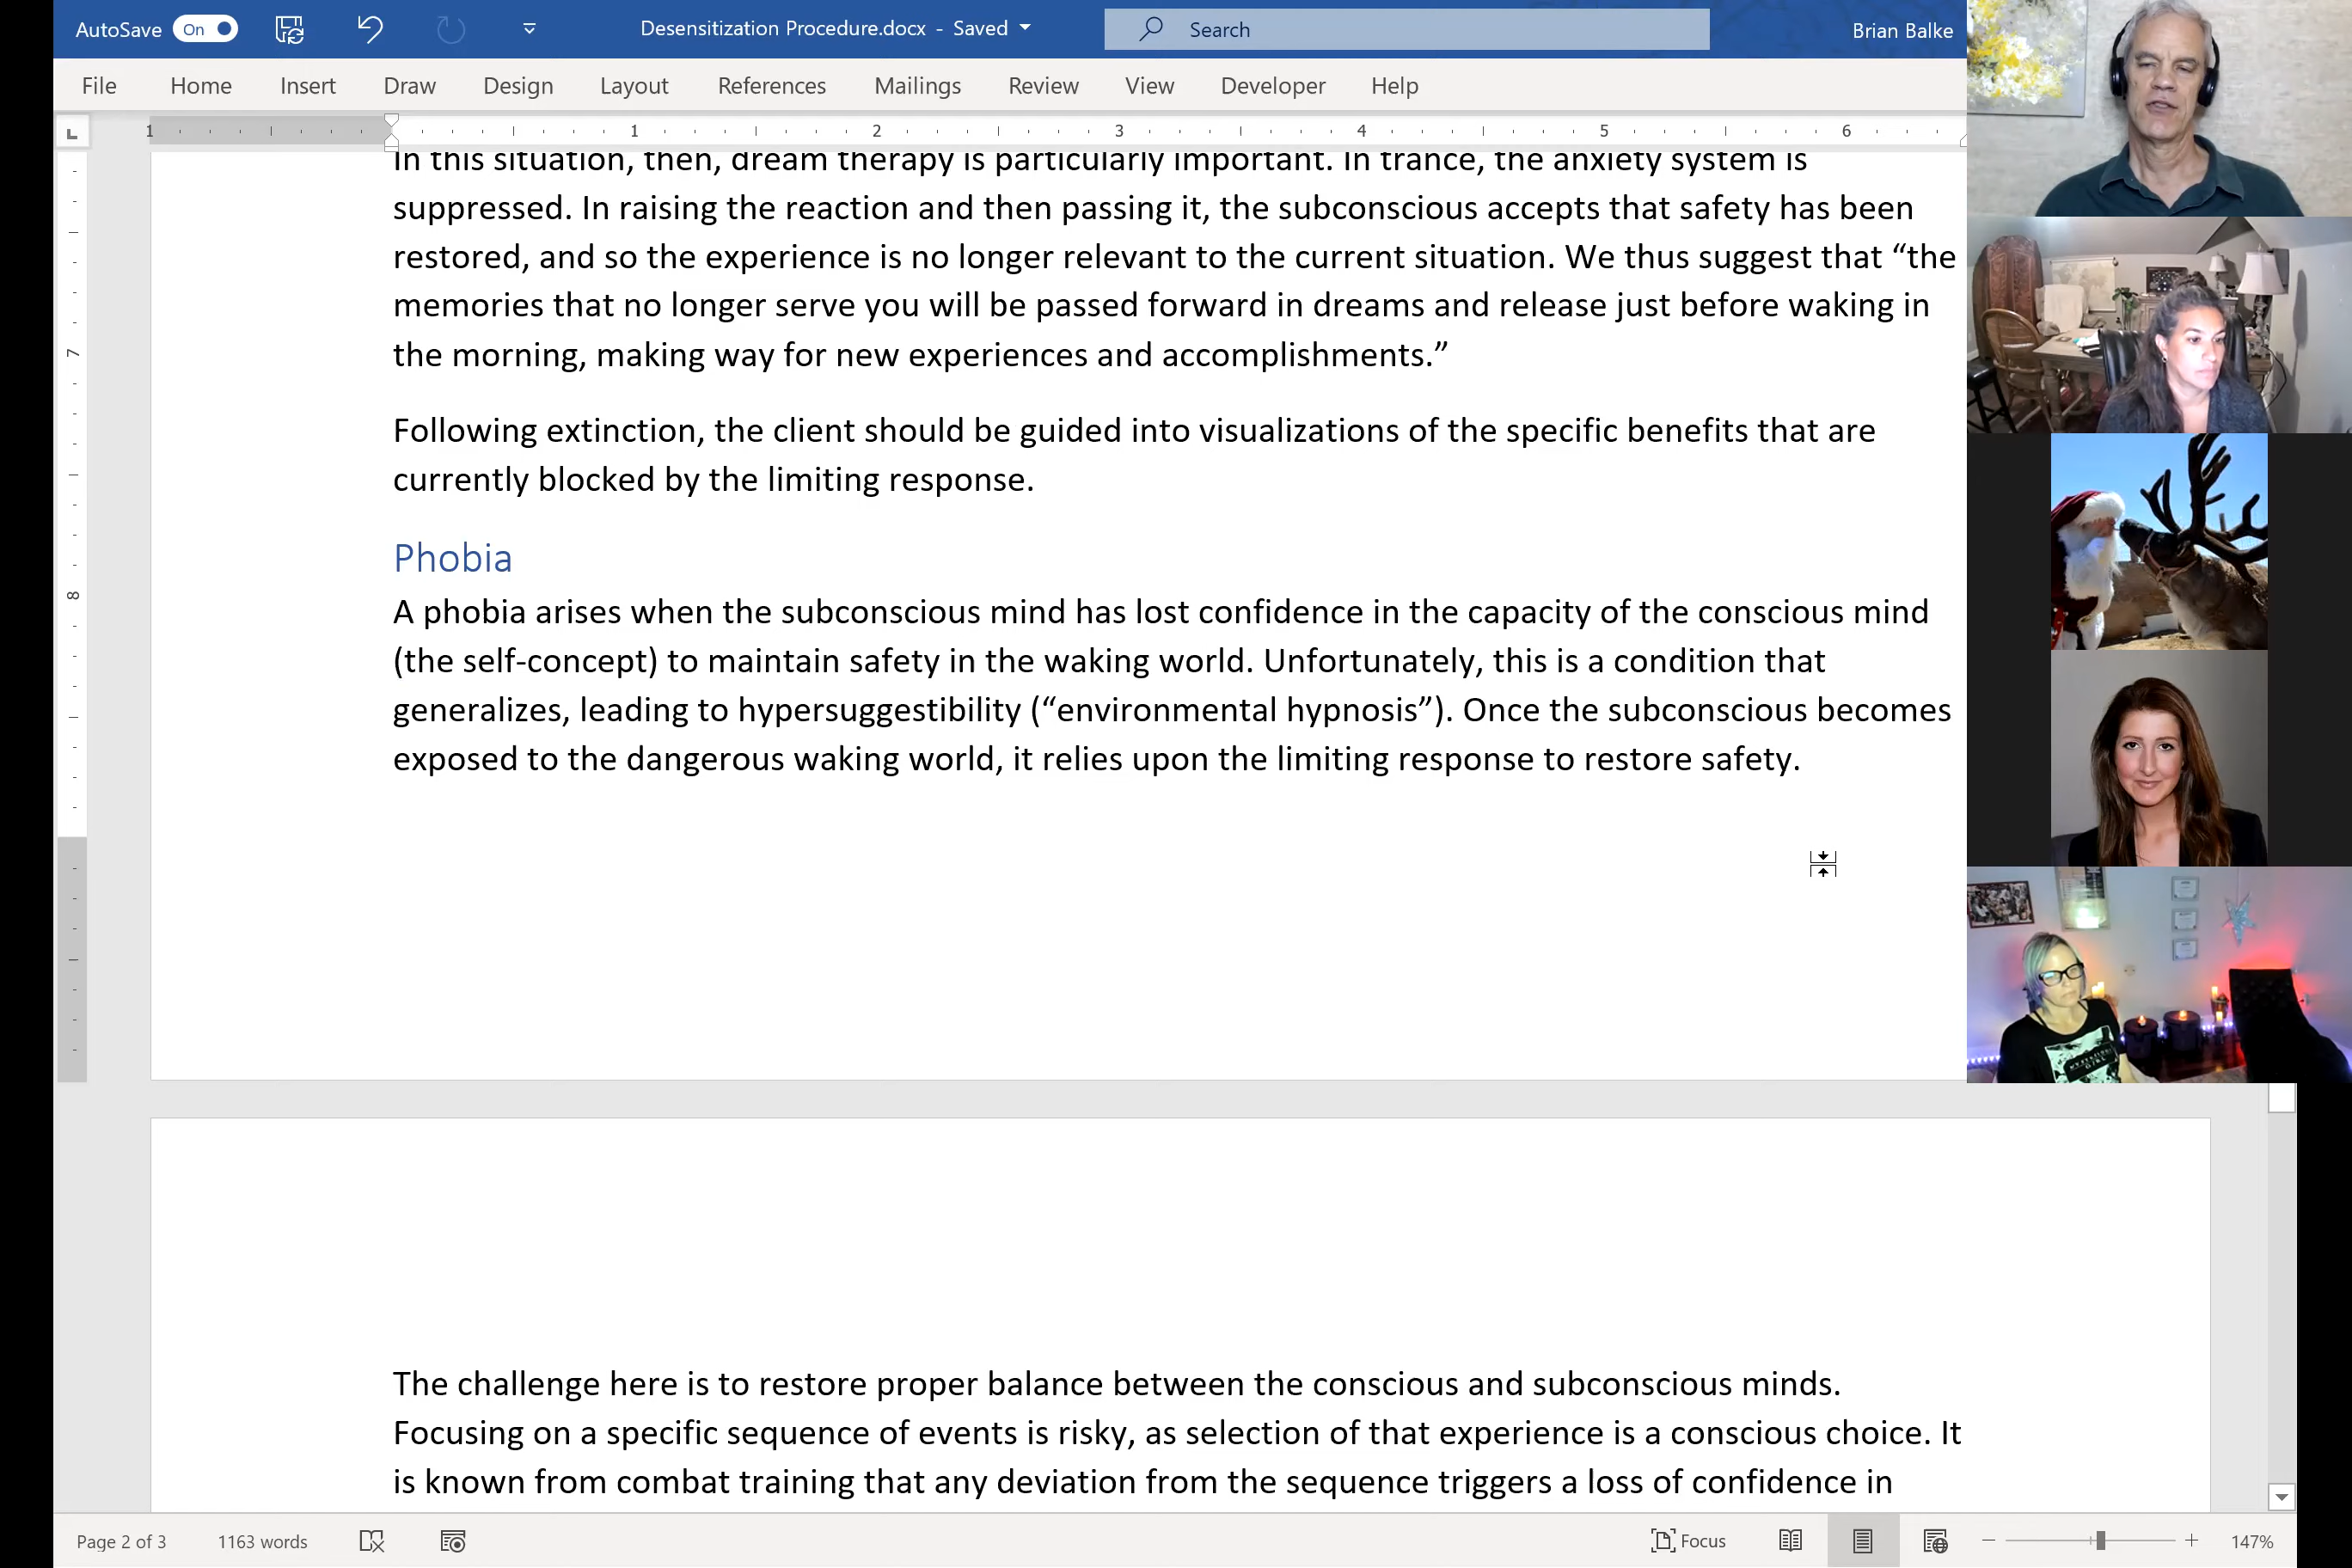 AutoSave On Desensitization Procedure.docx - Saved Search Brian Balke
File Home Insert Draw Design Layout References Mailings Review View Developer Help
1 1 2 3 4 5 6
In this situation, then, dream therapy is particularly important. In trance, the anxiety system is
suppressed. In raising the reaction and then passing it, the subconscious accepts that safety has been
restored, and so the experience is no longer relevant to the current situation. We thus suggest that “the
memories that no longer serve you will be passed forward in dreams and release just before waking in
the morning, making way for new experiences and accomplishments.”
7
Following extinction, the client should be guided into visualizations of the specific benefits that are
currently blocked by the limiting response.
Phobia
8
A phobia arises when the subconscious mind has lost confidence in the capacity of the conscious mind
(the self-concept) to maintain safety in the waking world. Unfortunately, this is a condition that
generalizes, leading to hypersuggestibility (“environmental hypnosis”). Once the subconscious becomes
exposed to the dangerous waking world, it relies upon the limiting response to restore safety.
The challenge here is to restore proper balance between the conscious and subconscious minds.
Focusing on a specific sequence of events is risky, as selection of that experience is a conscious choice. It
is known from combat training that any deviation from the sequence triggers a loss of confidence in
Page 2 of 3 1163 words Focus 147%